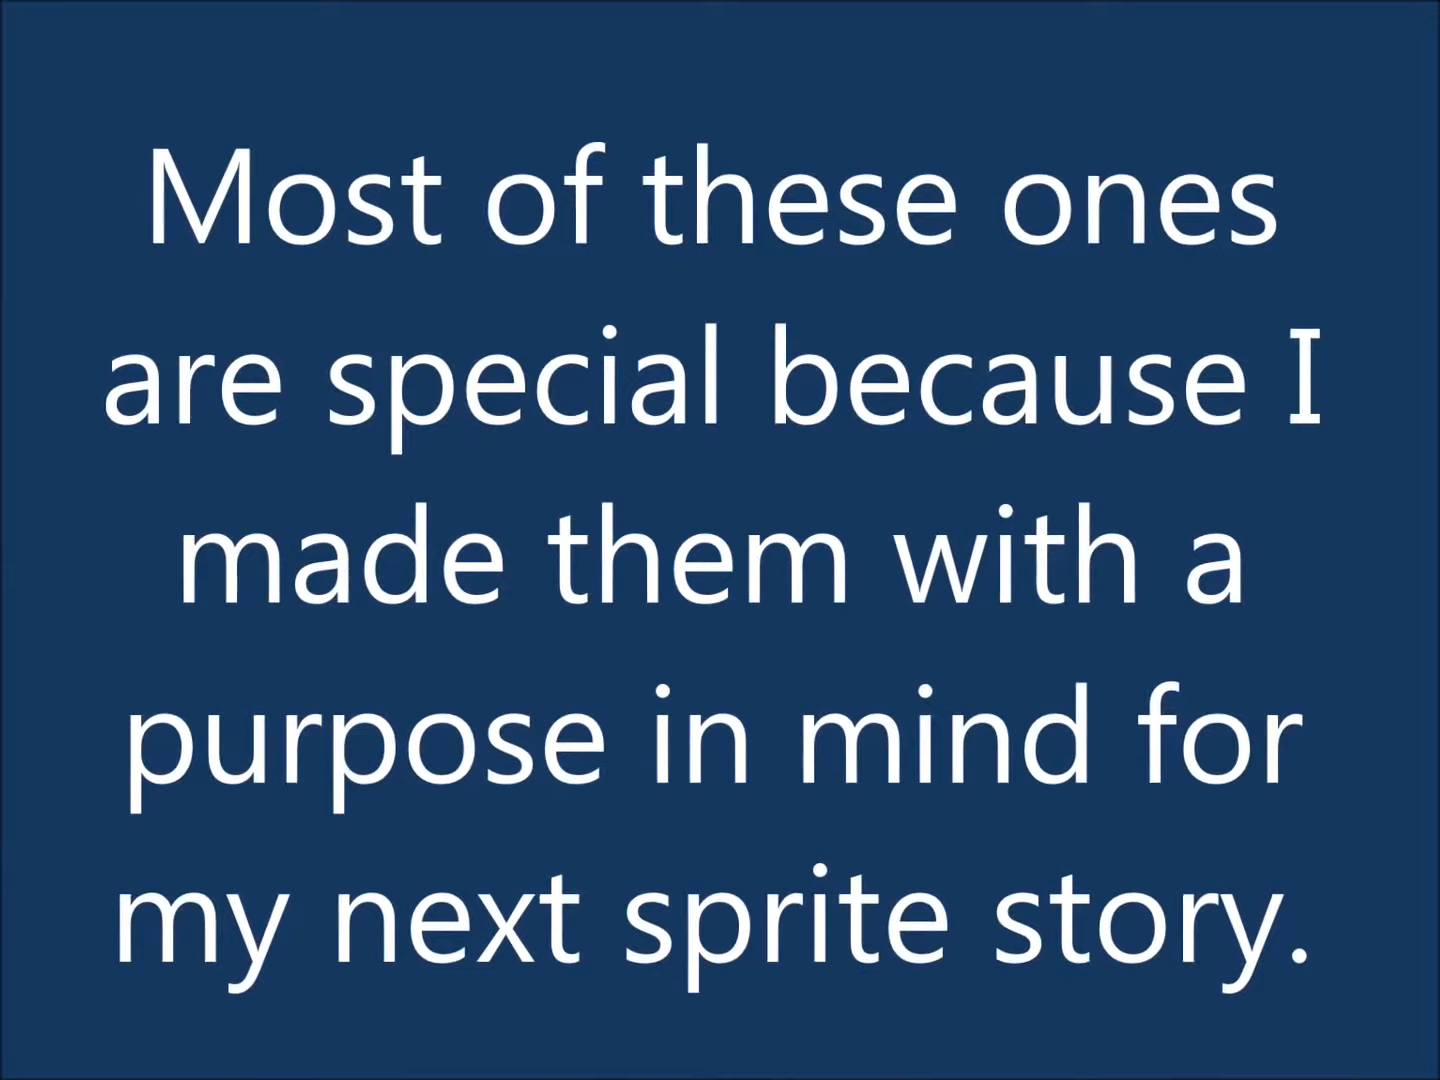 Most of these ones
are special because I
made them with a
purpose in mind for
my next sprite story.